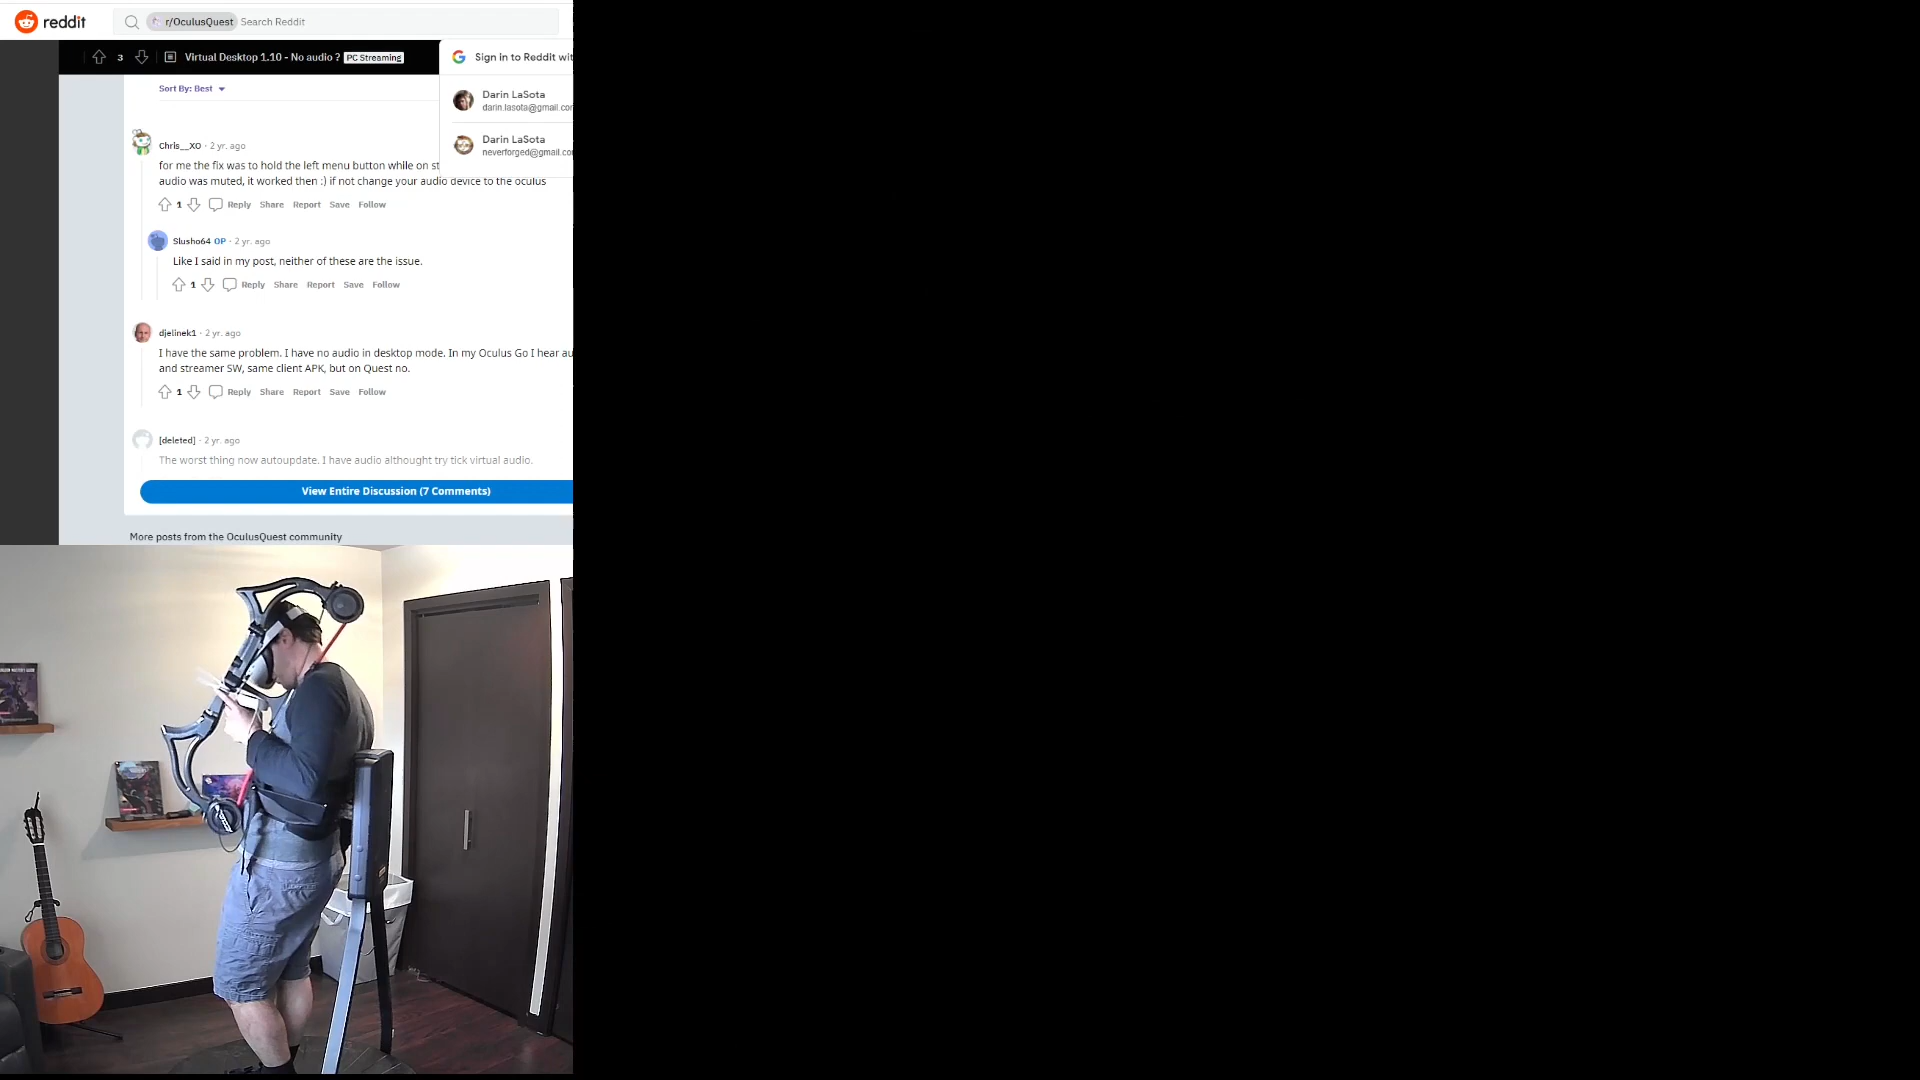 reddit
r/OculusQuest Search Reddit
3 Virtual Desktop 1.10 - No audio ? PC Streaming
Sign in to Reddit wit
Sort By: Best
Darin LaSota
darin.lasota@gmail.cor
Darin LaSota
neverforged@gmail.co
Chris__XO · 2 yr. ago
for me the fix was to hold the left menu button while on st
audio was muted, it worked then :) if not change your audio device to the oculus
1 Reply Share Report Save Follow
Slusho64 OP · 2 yr. ago
Like I said in my post, neither of these are the issue.
1 Reply Share Report Save Follow
djelinek1 · 2 yr. ago
I have the same problem. I have no audio in desktop mode. In my Oculus Go I hear au
and streamer SW, same client APK, but on Quest no.
1 Reply Share Report Save Follow
[deleted] · 2 yr. ago
The worst thing now autoupdate. I have audio althought try tick virtual audio.
View Entire Discussion (7 Comments)
More posts from the OculusQuest community